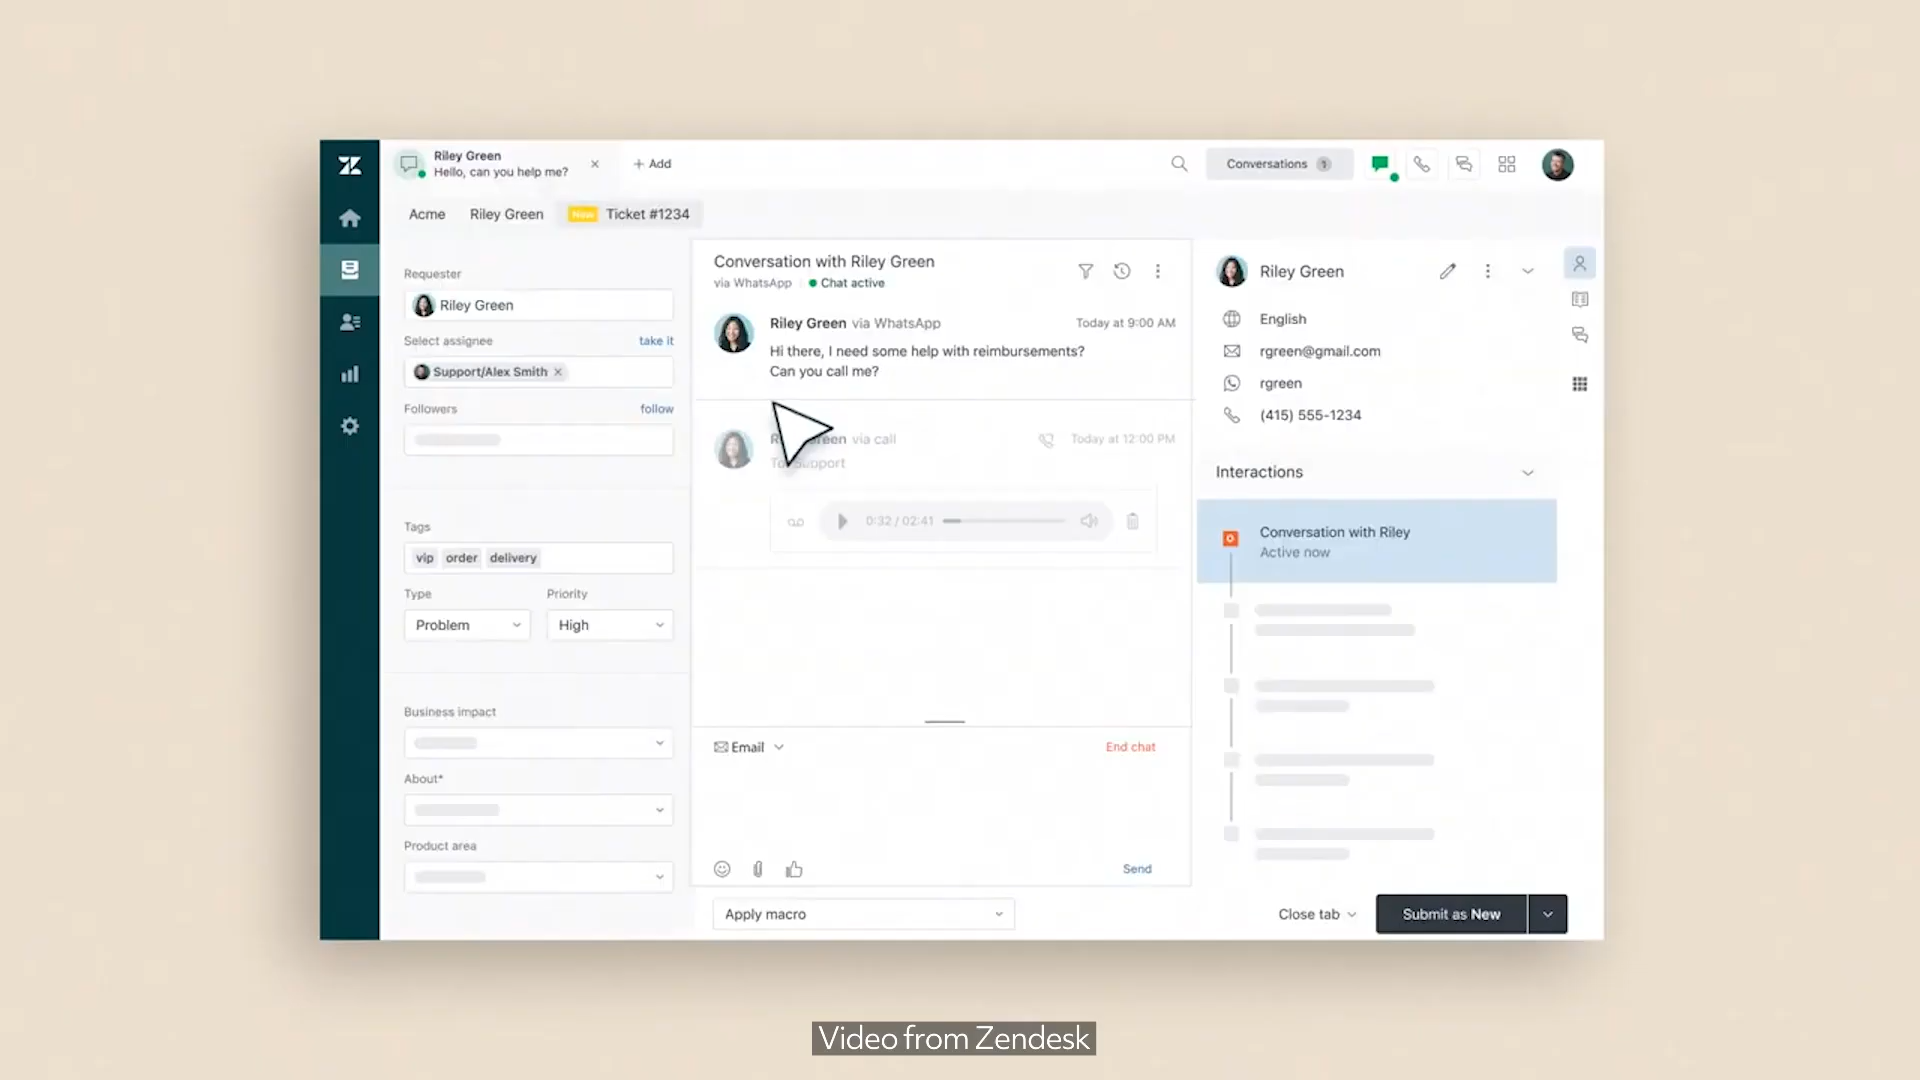 Riley Green
Hello, can you help me?
Add
Conversations 1
Acme
Riley Green
New Ticket #1234
Requester
Riley Green
Select assignee
take it
Support/Alex Smith
Followers
follow
Tags
vip order delivery
Type
Priority
Problem
High
Business impact
About*
Product area
Conversation with Riley Green
via WhatsApp
Chat active
Riley Green via WhatsApp
Today at 9:00 AM
Hi there, I need some help with reimbursements?
Can you call me?
Green via call
Today at 12:00 PM
Support
0:32 / 02:41
Email
End chat
Send
Apply macro
Riley Green
English
rgreen@gmail.com
rgreen
(415) 555-1234
Interactions
Conversation with Riley
Active now
Close tab
Submit as New
Video from Zendesk